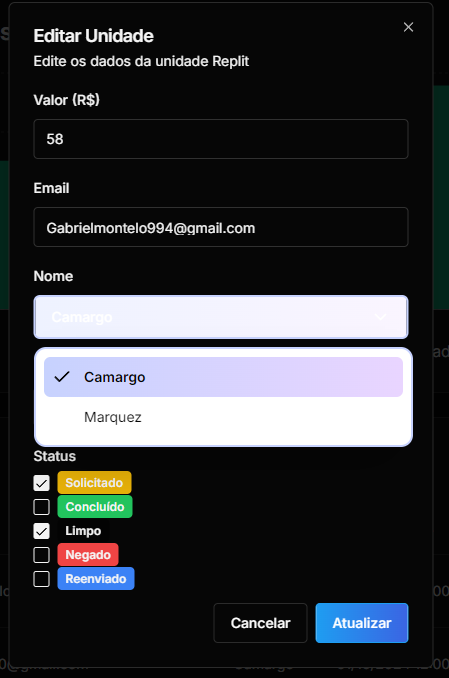 Editar Unidade
Edite os dados da unidade Replit
Valor (R$)
58
Email
Gabrielmontelo994@gmail.com
Nome
Camargo
Camargo
Marquez
Status
Solicitado
Concluído
Limpo
Negado
Reenviado
Cancelar Atualizar